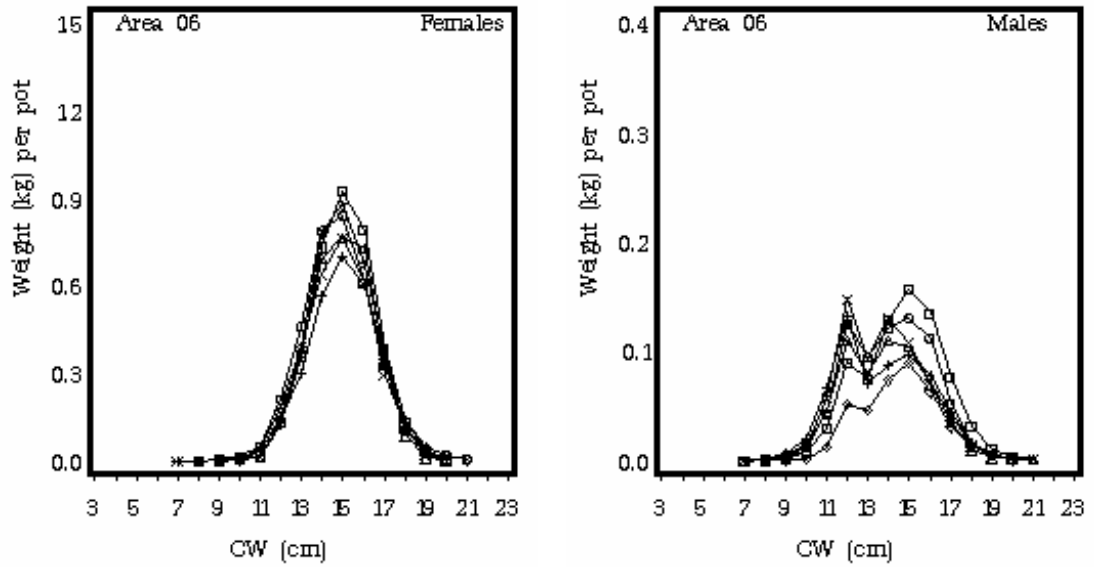 Area 06 Females
15
12
0.9
0.6
0.3
0.0
Weight (kg) per pot
3 5 7 9 11 13 15 17 19 21 23
CW (cm)
Area 06 Males
0.4
0.3
0.2
0.1
0.0
Weight (kg) per pot
3 5 7 9 11 13 15 17 19 21 23
CW (cm)